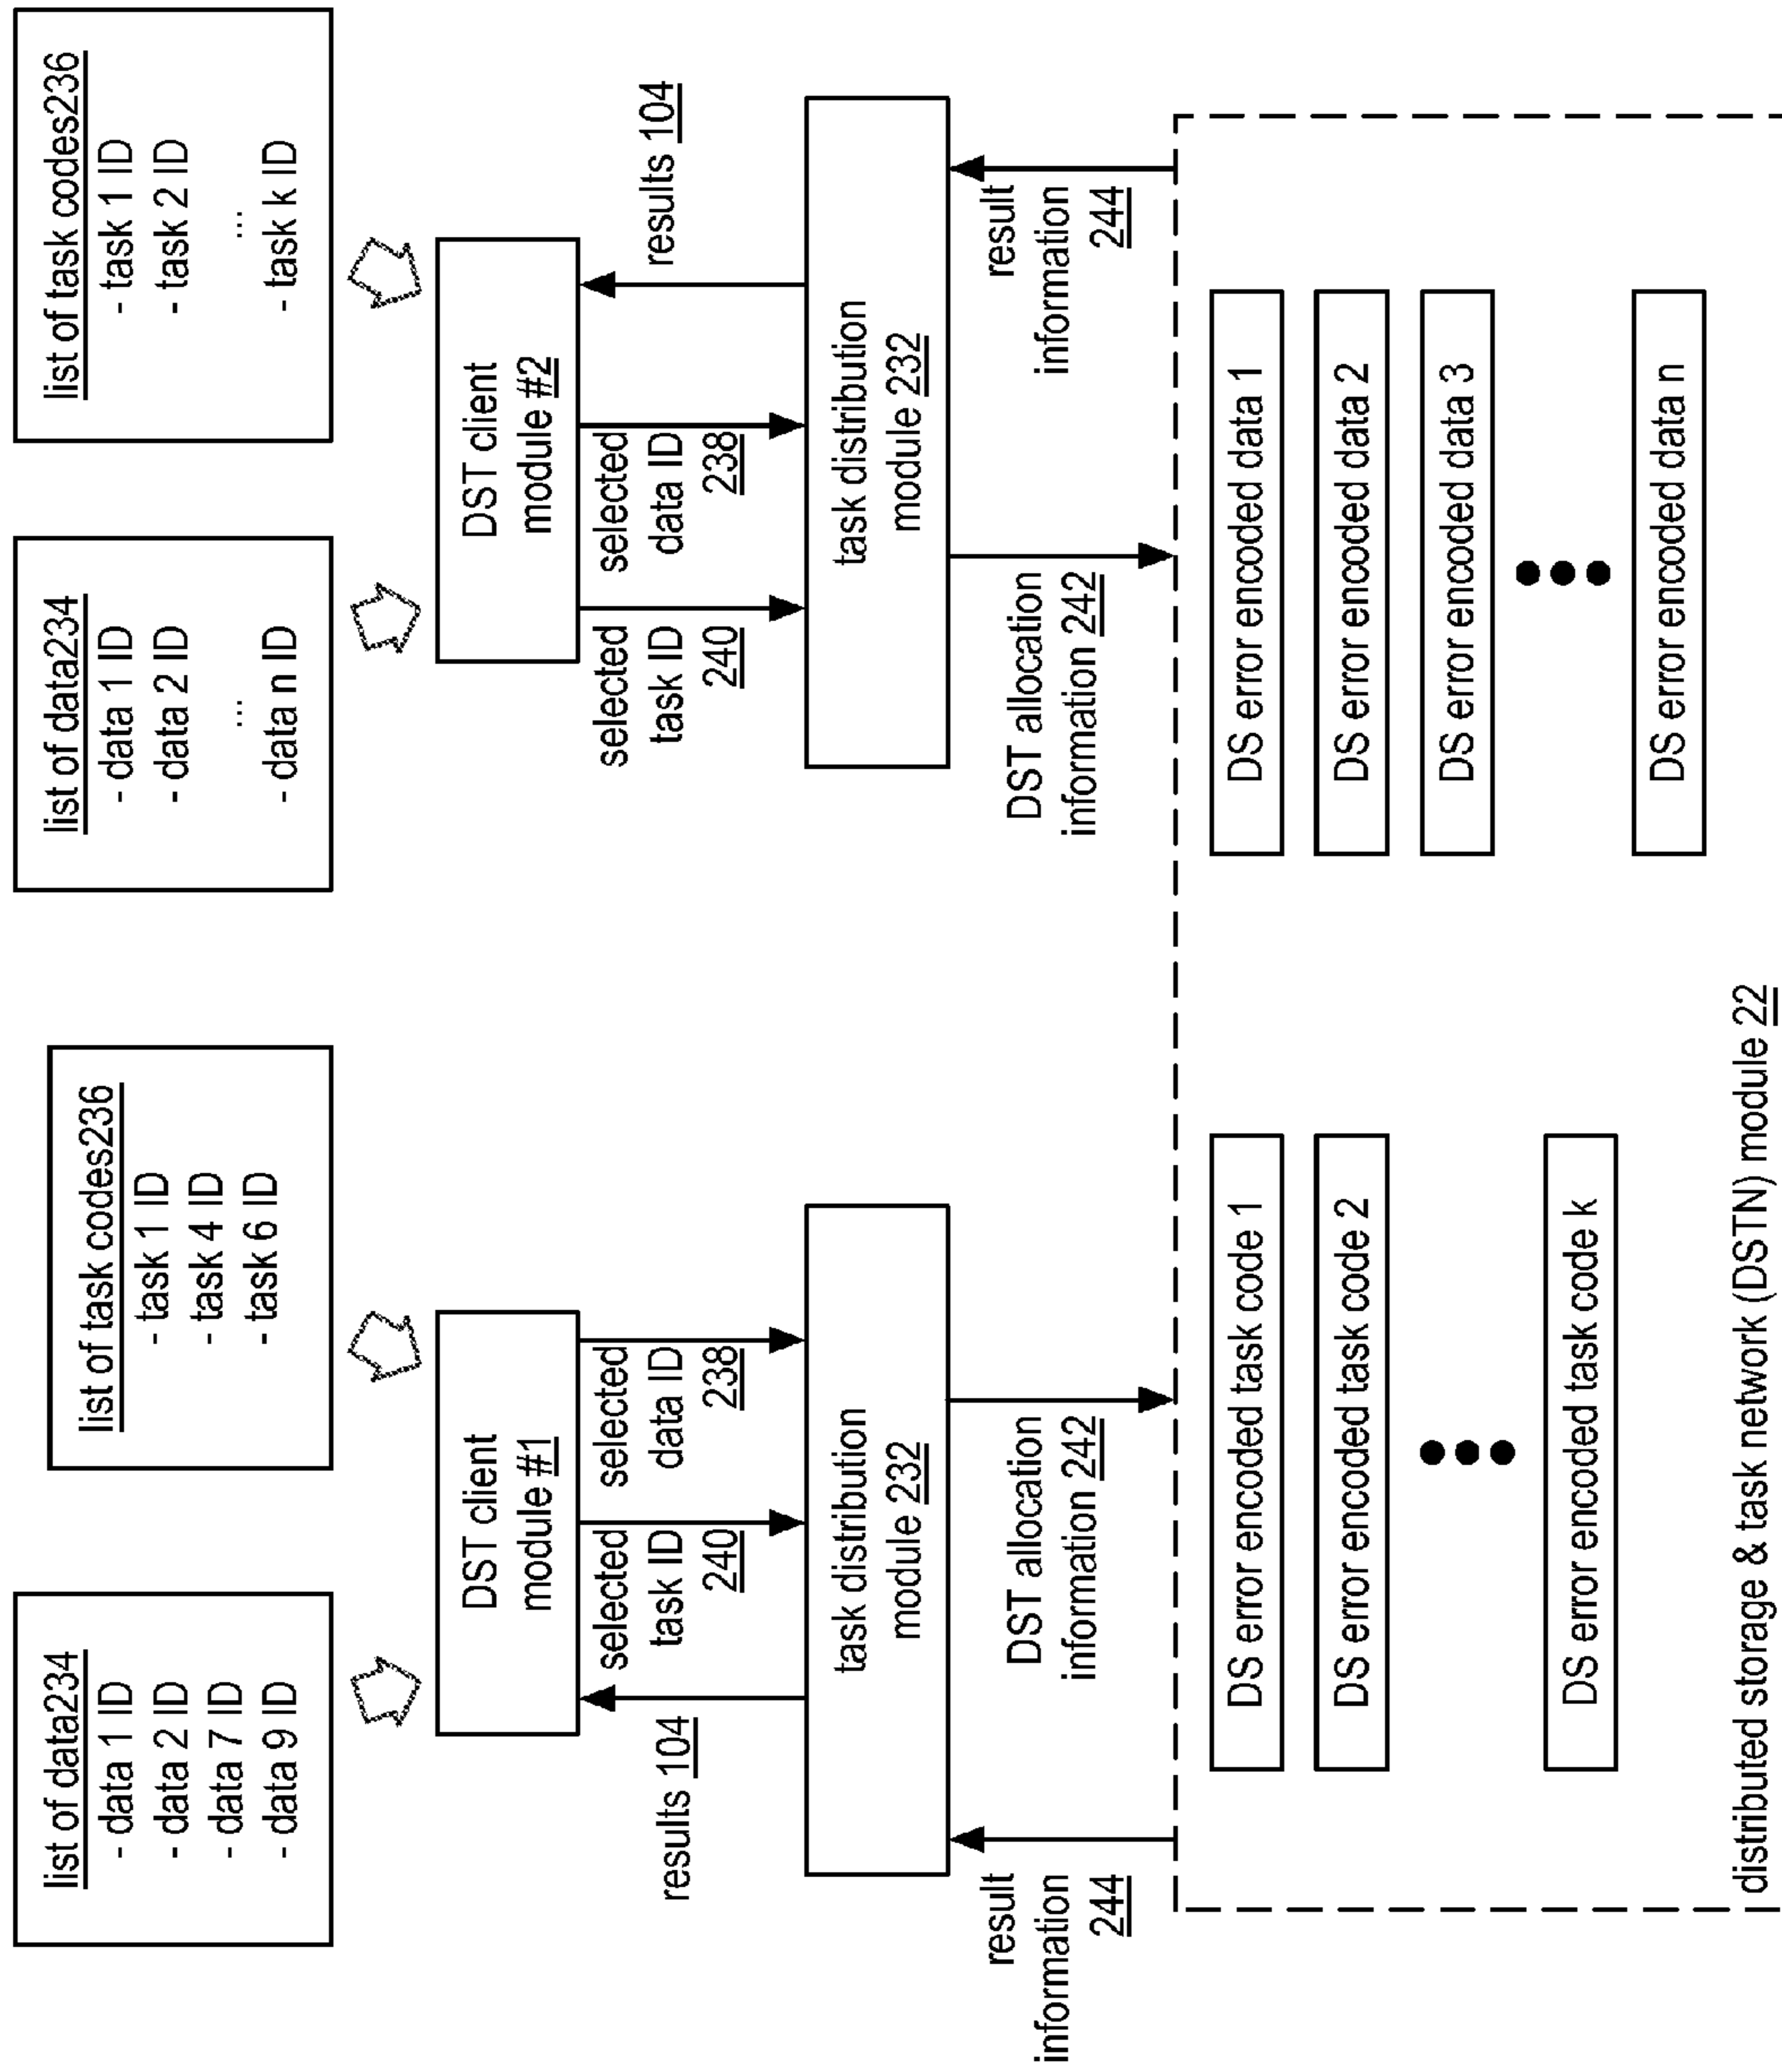 list of data234
- data 1 ID
- data 2 ID
- data 7 ID
- data 9 ID
list of task codes236
- task 1 ID
- task 4 ID
- task 6 ID
list of data234
- data 1 ID
- data 2 ID
...
- data n ID
list of task codes236
- task 1 ID
- task 2 ID
...
- task k ID
DST client
module #1
DST client
module #2
results 104
selected
task ID
240
selected
data ID
238
selected
task ID
240
selected
data ID
238
results 104
task distribution
module 232
task distribution
module 232
result
information
244
DST allocation
information 242
DST allocation
information 242
result
information
244
DS error encoded task code 1
DS error encoded task code 2
DS error encoded task code k
DS error encoded data 1
DS error encoded data 2
DS error encoded data 3
DS error encoded data n
distributed storage & task network (DSTN) module 22